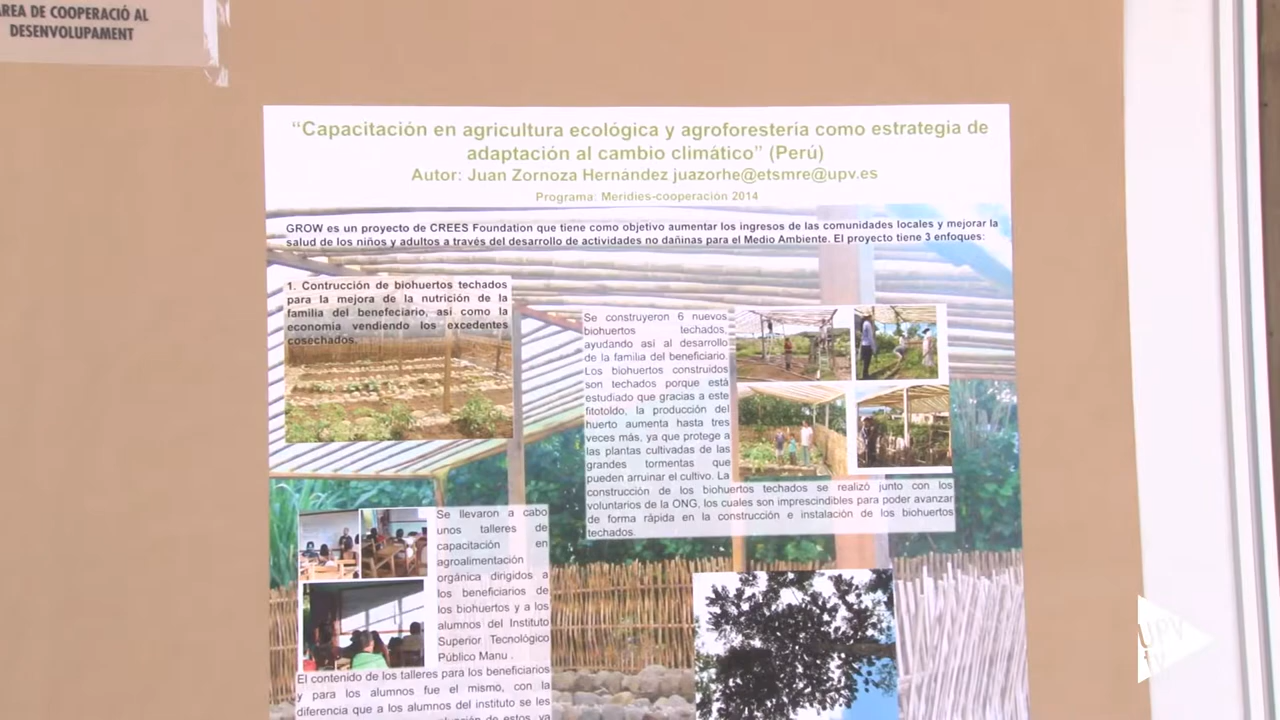 ÀREA DE COOPERACIÓ AL
DESENVOLUPAMENT
“Capacitación en agricultura ecológica y agroforestería como estrategia de
adaptación al cambio climático” (Perú)
Autor: Juan Zornoza Hernández juazorhe@etsmre@upv.es
Programa: Meridies-cooperación 2014
GROW es un proyecto de CREES Foundation que tiene como objetivo aumentar los ingresos de las comunidades locales y mejorar la
salud de los niños y adultos a través del desarrollo de actividades no dañinas para el Medio Ambiente. El proyecto tiene 3 enfoques:
1. Contrucción de biohuertos techados
para la mejora de la nutrición de la
familia del benefeciario, así como la
economía vendiendo los excedentes
cosechados.
Se construyeron 6 nuevos
biohuertos techados,
ayudando así al desarrollo
de la familia del beneficiario.
Los biohuertos construidos
son techados porque está
estudiado que gracias a este
fitotoldo, la producción del
huerto aumenta hasta tres
veces más, ya que protege a
las plantas cultivadas de las
grandes tormentas que
pueden arruinar el cultivo. La
construcción de los biohuertos techados se realizó junto con los
voluntarios de la ONG, los cuales son imprescindibles para poder avanzar
de forma rápida en la construcción e instalación de los biohuertos
techados.
Se llevaron a cabo
unos talleres de
capacitación en
agroalimentación
orgánica dirigidos a
los beneficiarios de
los biohuertos y a los
alumnos del Instituto
Superior Tecnológico
Público Manu .
El contenido de los talleres para los beneficiarios
y para los alumnos fue el mismo, con la
diferencia que a los alumnos del instituto se les
de estos, ya
UPV
tv